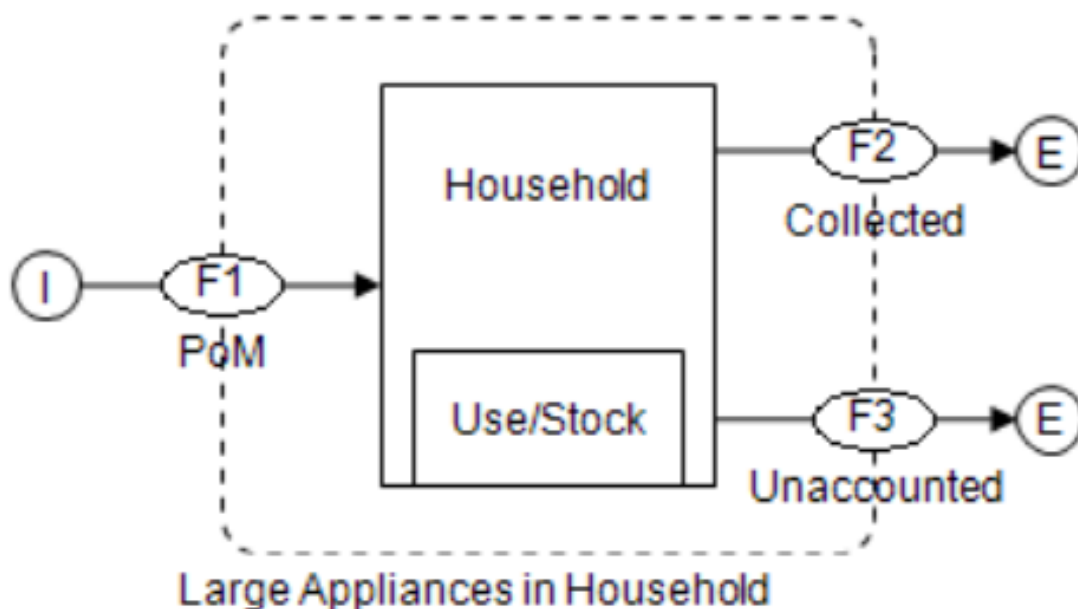 Household
F2
E
Collected
I
F1
PoM
Use/Stock
F3
E
Unaccounted
Large Appliances in Household